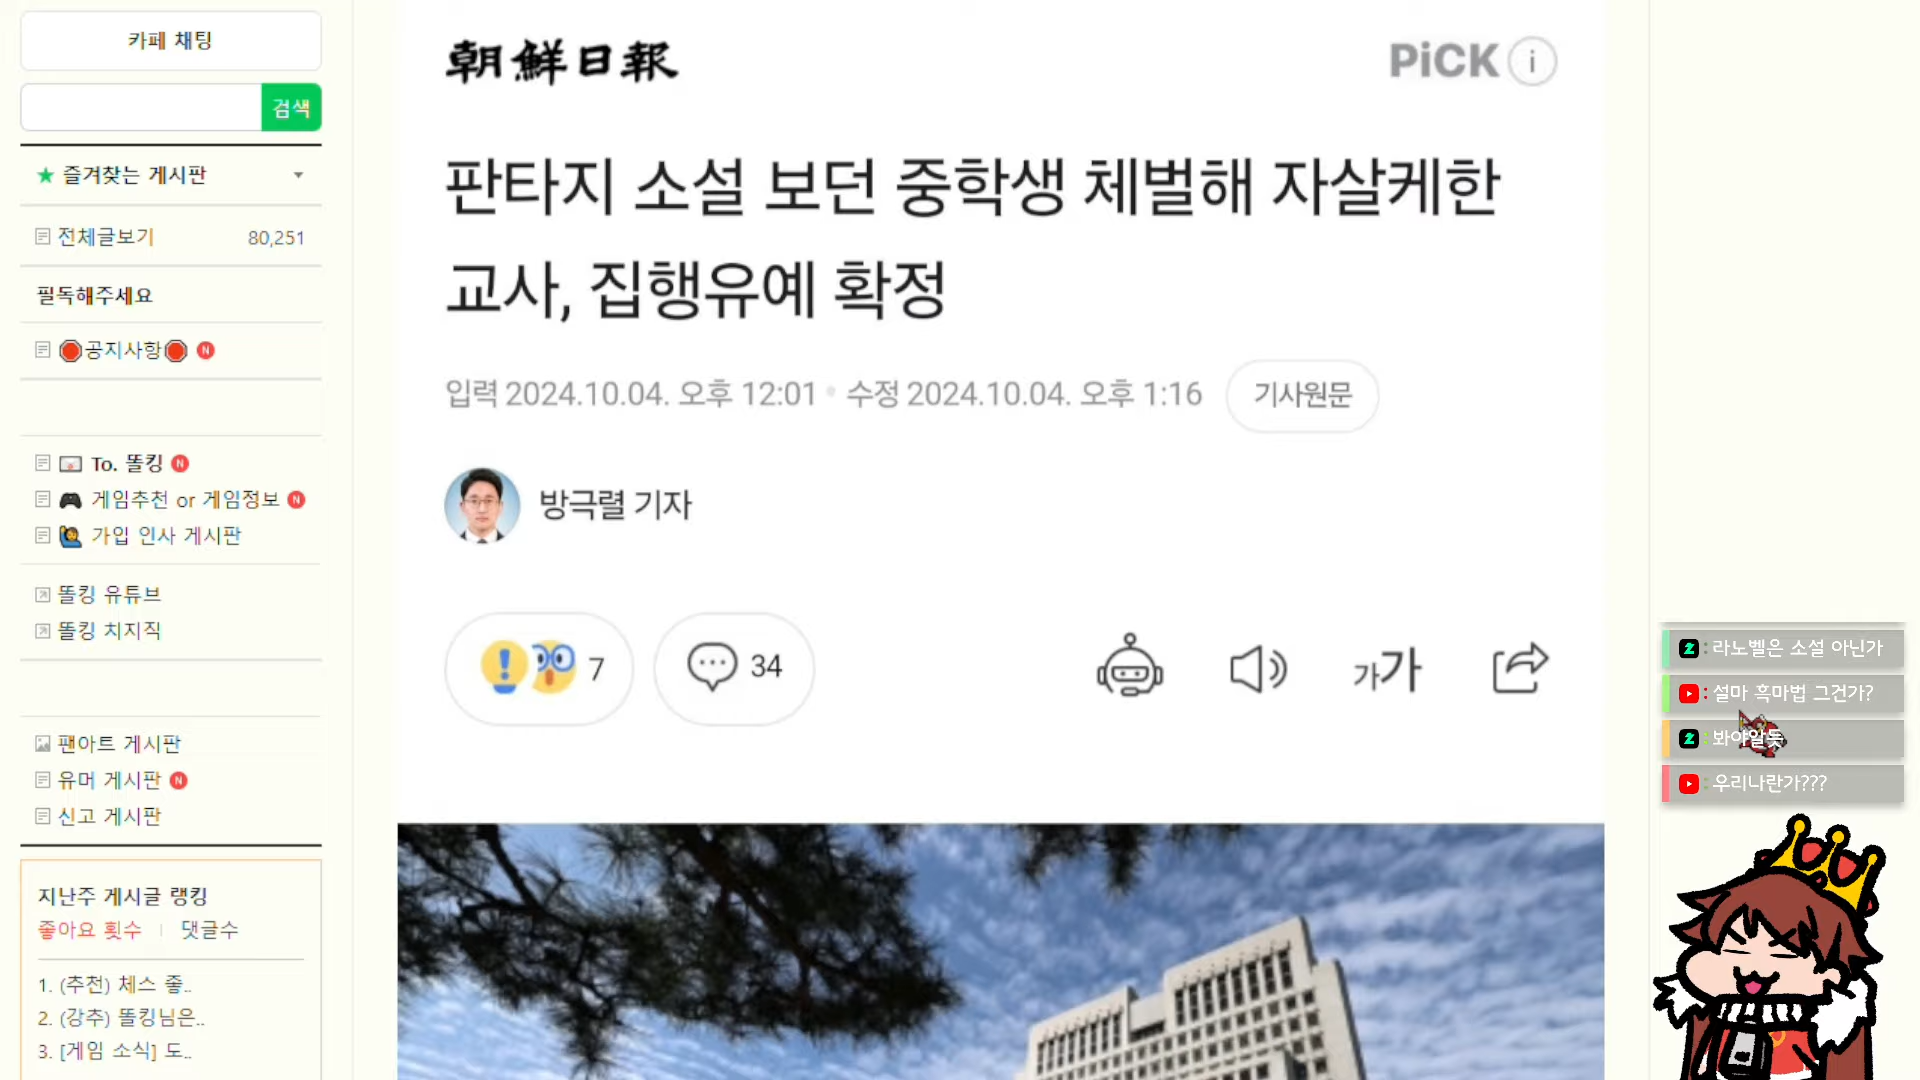 카페 채팅
검색
즐겨찾는 게시판
전체글보기 80,251
필독해주세요
공지사항 N
To. 똘킹 N
게임추천 or 게임정보 N
가입 인사 게시판
똘킹 유튜브
똘킹 치지직
팬아트 게시판
유머 게시판 N
신고 게시판
지난주 게시글 랭킹
좋아요 횟수 댓글수
1. (추천) 체스 좋..
2. (강추) 똘킹님은..
3. [게임 소식] 도..
朝鮮日報
PiCK i
판타지 소설 보던 중학생 체벌해 자살케한
교사, 집행유예 확정
입력 2024.10.04. 오후 12:01 수정 2024.10.04. 오후 1:16 기사원문
방극렬 기자
7 34 가가
: 라노벨은 소설 아닌가
: 설마 흑마법 그건가?
: 봐야알듯
: 우리나란가???